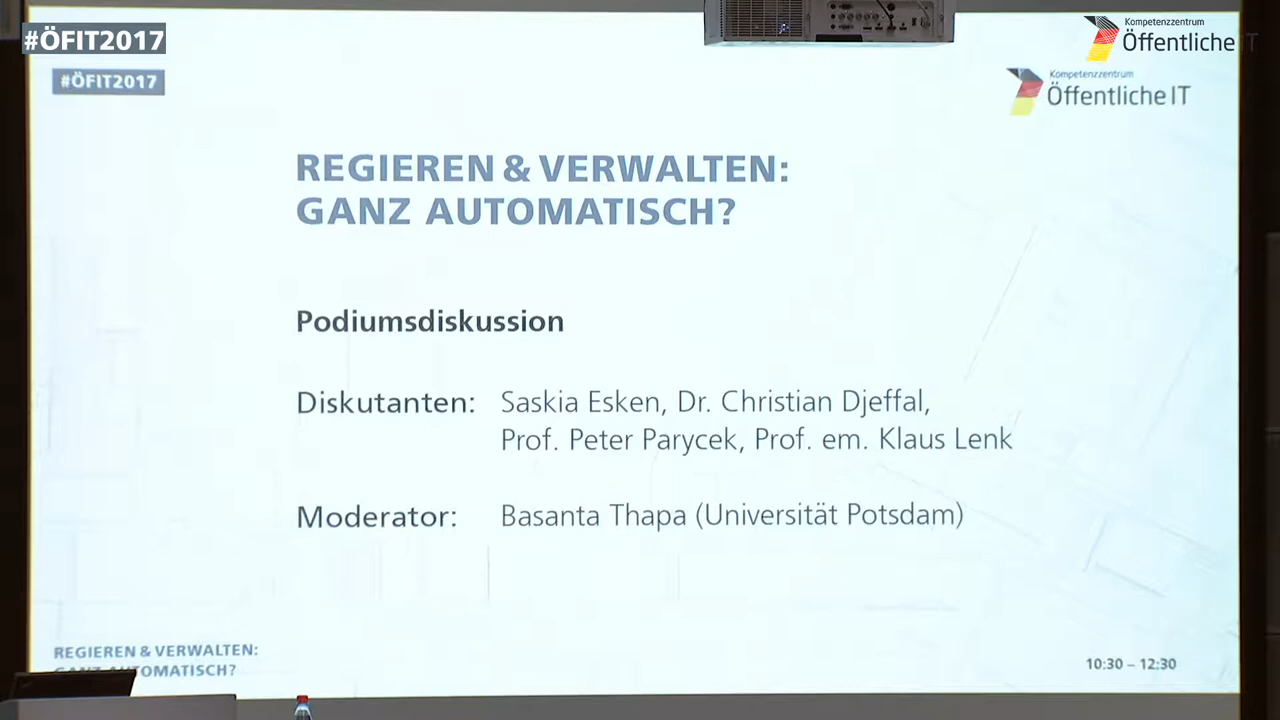 #ÖFIT2017
Kompetenzzentrum
Öffentliche IT
#ÖFIT2017
Kompetenzzentrum
Öffentliche IT
REGIEREN & VERWALTEN:
GANZ AUTOMATISCH?
Podiumsdiskussion
Diskutanten: Saskia Esken, Dr. Christian Djeffal,
Prof. Peter Parycek, Prof. em. Klaus Lenk
Moderator: Basanta Thapa (Universität Potsdam)
REGIEREN & VERWALTEN:
GANZ AUTOMATISCH?
10:30 – 12:30